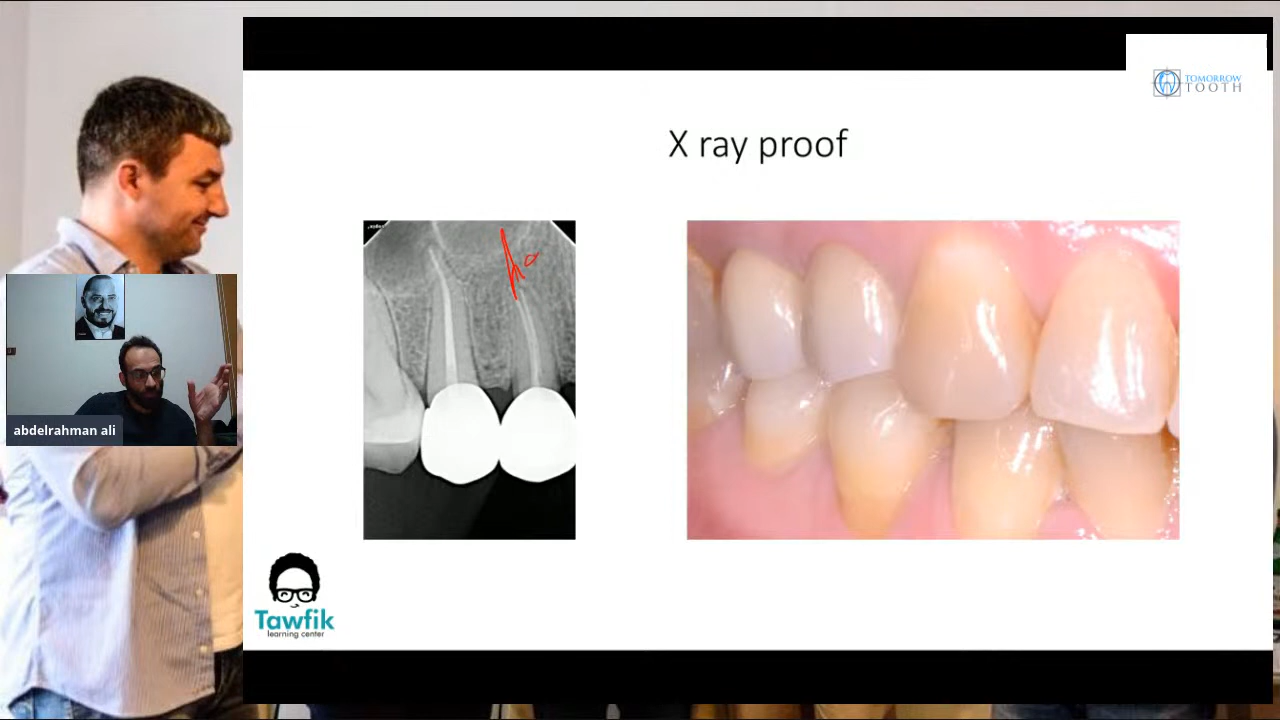 TOMORROW
TOOTH
X ray proof
abdelrahman ali
Tawfik
learning center